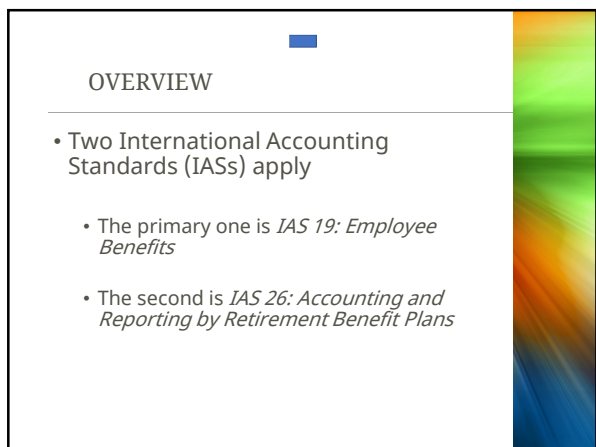 OVERVIEW
• Two International Accounting
Standards (IASs) apply
• The primary one is IAS 19: Employee
Benefits
• The second is IAS 26: Accounting and
Reporting by Retirement Benefit Plans